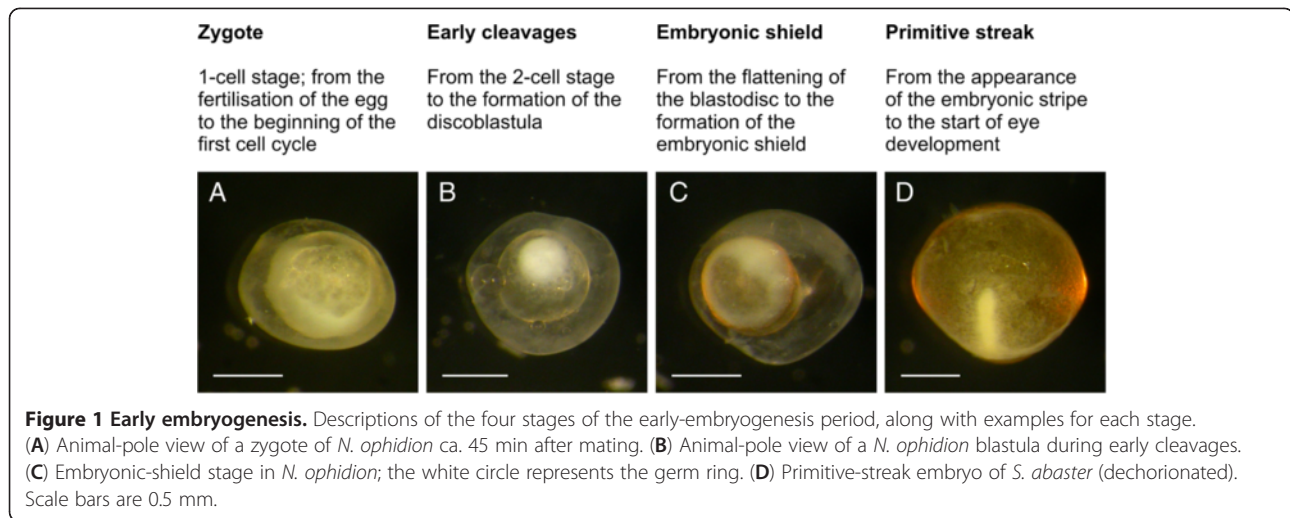 Zygote
Early cleavages
Embryonic shield
Primitive streak
1-cell stage; from the
fertilisation of the egg
to the beginning of the
first cell cycle
From the 2-cell stage
to the formation of the
discoblastula
From the flattening of
the blastodisc to the
formation of the
embryonic shield
From the appearance
of the embryonic stripe
to the start of eye
development
A
B
C
D
Figure 1 Early embryogenesis. Descriptions of the four stages of the early-embryogenesis period, along with examples for each stage.
(A) Animal-pole view of a zygote of N. ophidion ca. 45 min after mating. (B) Animal-pole view of a N. ophidion blastula during early cleavages.
(C) Embryonic-shield stage in N. ophidion; the white circle represents the germ ring. (D) Primitive-streak embryo of S. abaster (dechorionated).
Scale bars are 0.5 mm.